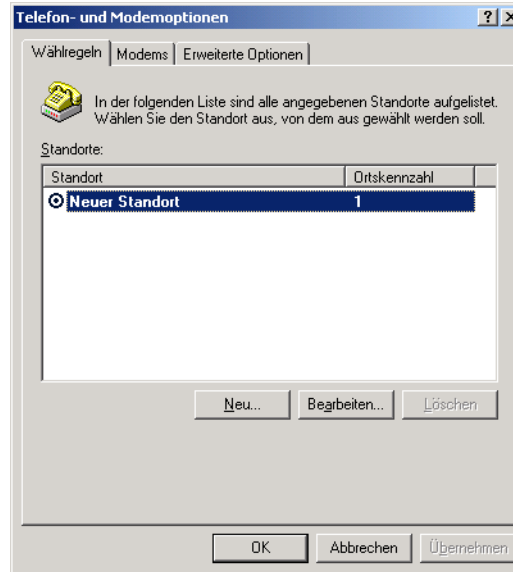 Telefon- und Modemoptionen ? x
Wählregeln Modems Erweiterte Optionen
In der folgenden Liste sind alle angegebenen Standorte aufgelistet.
Wählen Sie den Standort aus, von dem aus gewählt werden soll.
Standorte:
Standort Ortskennzahl
Neuer Standort 1
Neu... Bearbeiten... Löschen
OK Abbrechen Übernehmen